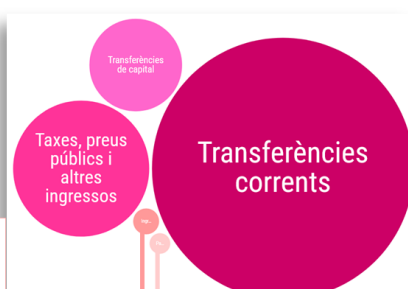 Transferències
de capital
Taxes, preus
públics i
altres
ingressos
Transferències
corrents